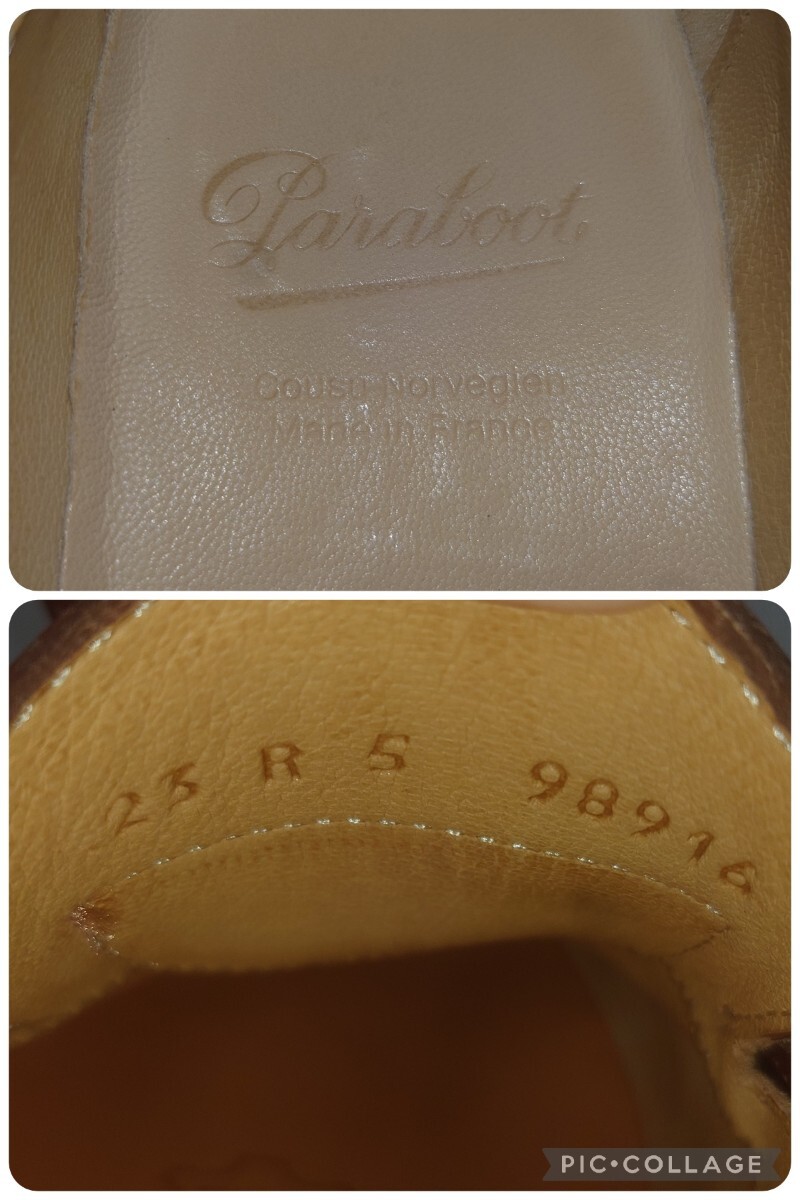 Paraboot
Cousu Norvegien
Made in France
23 R 5 98916
PIC•COLLAGE